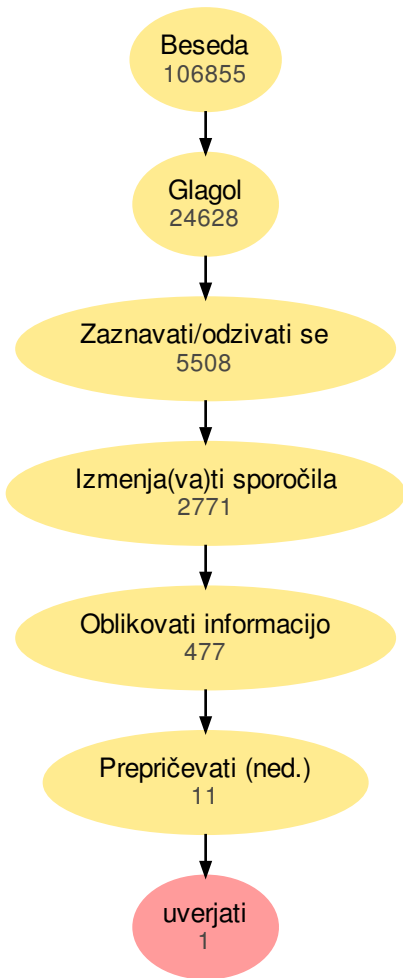 Beseda
106855
Glagol
24628
Zaznavati/odzivati se
5508
Izmenja(va)ti sporočila
2771
Oblikovati informacijo
477
Prepričevati (ned.)
11
uverjati
1